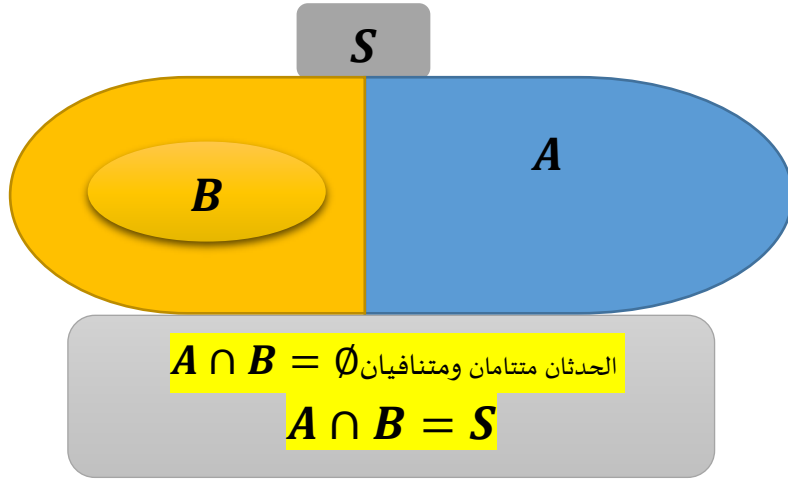 S
A
B
الحدثان متتامان ومتنافيان A ∩ B = ∅
A ∩ B = S